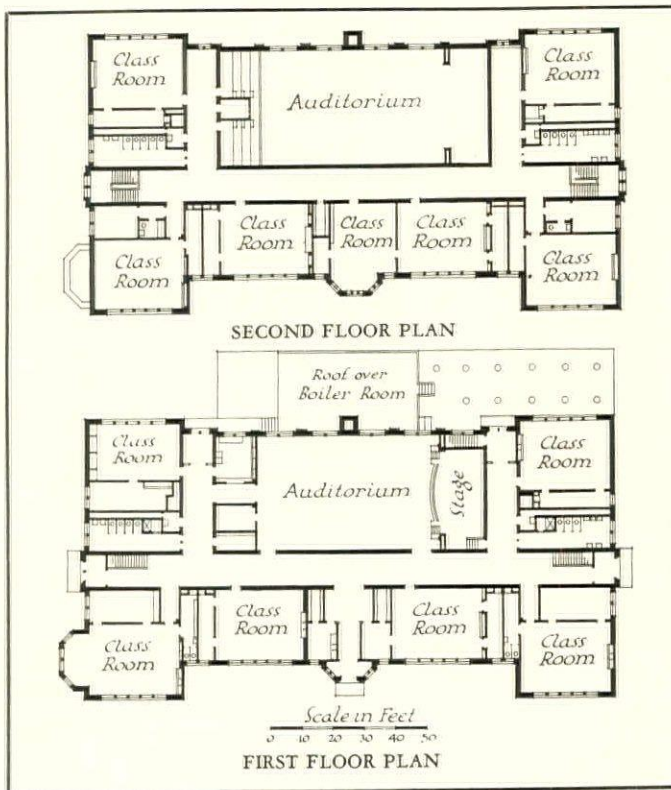 Class
Room
Auditorium
Class
Room
Class
Room
Class
Room
Class
Room
Class
Room
Class
Room
SECOND FLOOR PLAN
Roof over
Boiler Room
Class
Room
Auditorium
Stage
Class
Room
Class
Room
Class
Room
Class
Room
Class
Room
Scale in Feet
0 10 20 30 40 50
FIRST FLOOR PLAN